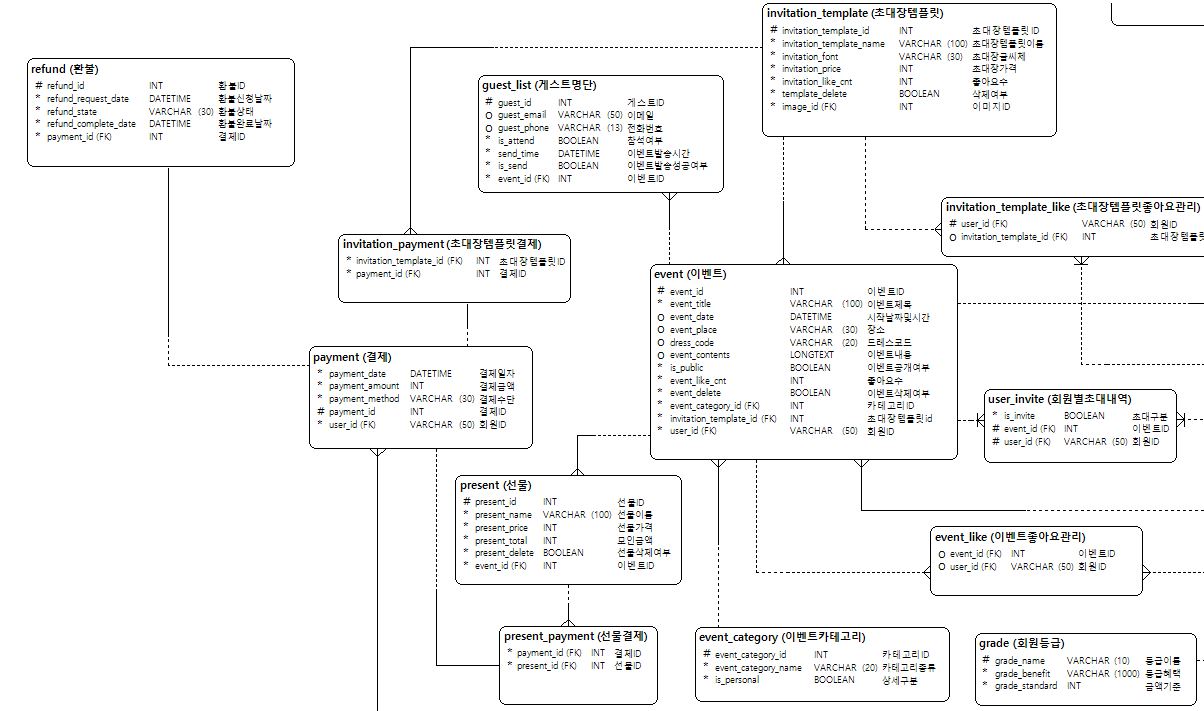 invitation_template (초대장템플릿)
# invitation_template_id INT 초대장템플릿ID
* invitation_template_name VARCHAR (100) 초대장템플릿이름
* invitation_font VARCHAR (30) 초대장글씨체
* invitation_price INT 초대장가격
* invitation_like_cnt INT 좋아요수
* template_delete BOOLEAN 삭제여부
* image_id (FK) INT 이미지ID
refund (환불)
# refund_id INT 환불ID
* refund_request_date DATETIME 환불신청날짜
* refund_state VARCHAR (30) 환불상태
* refund_complete_date DATETIME 환불완료날짜
* payment_id (FK) INT 결제ID
guest_list (게스트명단)
# guest_id INT 게스트ID
O guest_email VARCHAR (50) 이메일
O guest_phone VARCHAR (13) 전화번호
* is_attend BOOLEAN 참석여부
* send_time DATETIME 이벤트발송시간
* is_send BOOLEAN 이벤트발송성공여부
* event_id (FK) INT 이벤트ID
invitation_template_like (초대장템플릿좋아요관리)
# user_id (FK) VARCHAR (50) 회원ID
O invitation_template_id (FK) INT 초대장템플릿
invitation_payment (초대장템플릿결제)
* invitation_template_id (FK) INT 초대장템플릿ID
* payment_id (FK) INT 결제ID
event (이벤트)
# event_id INT 이벤트ID
* event_title VARCHAR (100) 이벤트제목
O event_date DATETIME 시작날짜및시간
O event_place VARCHAR (30) 장소
O dress_code VARCHAR (20) 드레스코드
O event_contents LONGTEXT 이벤트내용
* is_public BOOLEAN 이벤트공개여부
* event_like_cnt INT 좋아요수
* event_delete BOOLEAN 이벤트삭제여부
* event_category_id (FK) INT 카테고리ID
* invitation_template_id (FK) INT 초대장템플릿id
* user_id (FK) VARCHAR (50) 회원ID
payment (결제)
* payment_date DATETIME 결제일자
* payment_amount INT 결제금액
* payment_method VARCHAR (30) 결제수단
# payment_id INT 결제ID
* user_id (FK) VARCHAR (50) 회원ID
user_invite (회원별초대내역)
* is_invite BOOLEAN 초대구분
# event_id (FK) INT 이벤트ID
# user_id (FK) VARCHAR (50) 회원ID
present (선물)
# present_id INT 선물ID
* present_name VARCHAR (100) 선물이름
* present_price INT 선물가격
* present_total INT 모인금액
* present_delete BOOLEAN 선물삭제여부
* event_id (FK) INT 이벤트ID
event_like (이벤트좋아요관리)
O event_id (FK) INT 이벤트ID
O user_id (FK) VARCHAR (50) 회원ID
present_payment (선물결제)
* payment_id (FK) INT 결제ID
* present_id (FK) INT 선물ID
event_category (이벤트카테고리)
# event_category_id INT 카테고리ID
* event_category_name VARCHAR (20) 카테고리종류
* is_personal BOOLEAN 상세구분
grade (회원등급)
# grade_name VARCHAR (10) 등급이름
* grade_benefit VARCHAR (1000) 등급혜택
* grade_standard INT 금액기준